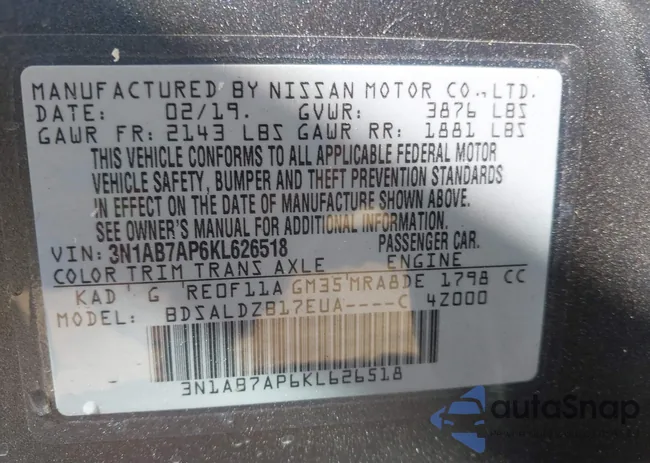 MANUFACTURED BY NISSAN MOTOR CO., LTD.
DATE: 02/19. GVWR: 3876 LBS
GAWR FR: 2143 LBS GAWR RR: 1881 LBS
THIS VEHICLE CONFORMS TO ALL APPLICABLE FEDERAL MOTOR
VEHICLE SAFETY, BUMPER AND THEFT PREVENTION STANDARDS
IN EFFECT ON THE DATE OF MANUFACTURE SHOWN ABOVE.
SEE OWNER'S MANUAL FOR ADDITIONAL INFORMATION.
VIN: 3N1AB7AP6KL626518 PASSENGER CAR.
COLOR TRIM TRANS AXLE ENGINE
KAD G RE0F11A GM35 MRA8DE 1798 CC
MODEL: BDSALDZB17EUA----C 4Z000
3N1AB7AP6KL626518
autoSnap